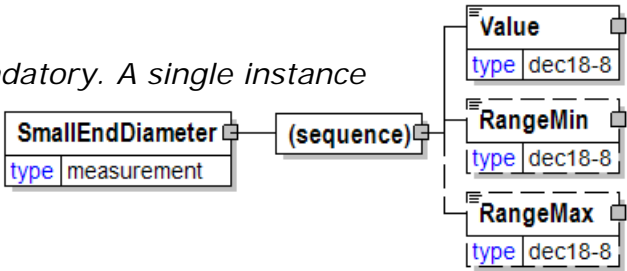 Value
type dec18-8
ndatory. A single instance
SmallEndDiameter
type measurement
(sequence)
RangeMin
type dec18-8
RangeMax
type dec18-8